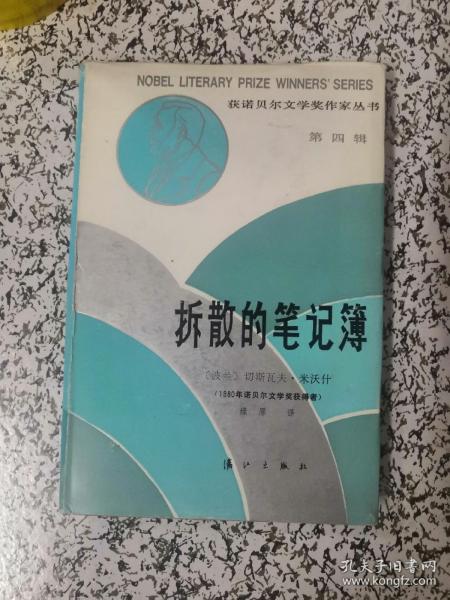 NOBEL LITERARY PRIZE WINNERS' SERIES
获诺贝尔文学奖作家丛书
第四辑
拆散的笔记簿
〔波兰〕切斯瓦夫·米沃什
(1980年诺贝尔文学奖获得者)
绿原 译
漓江出版社
孔夫子旧书网
www.kongfz.com